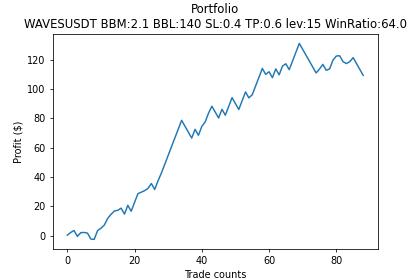 Portfolio
WAVESUSDT BBM:2.1 BBL:140 SL:0.4 TP:0.6 lev:15 WinRatio:64.0
120
100
80
60
40
20
0
Profit ($)
0 20 40 60 80
Trade counts